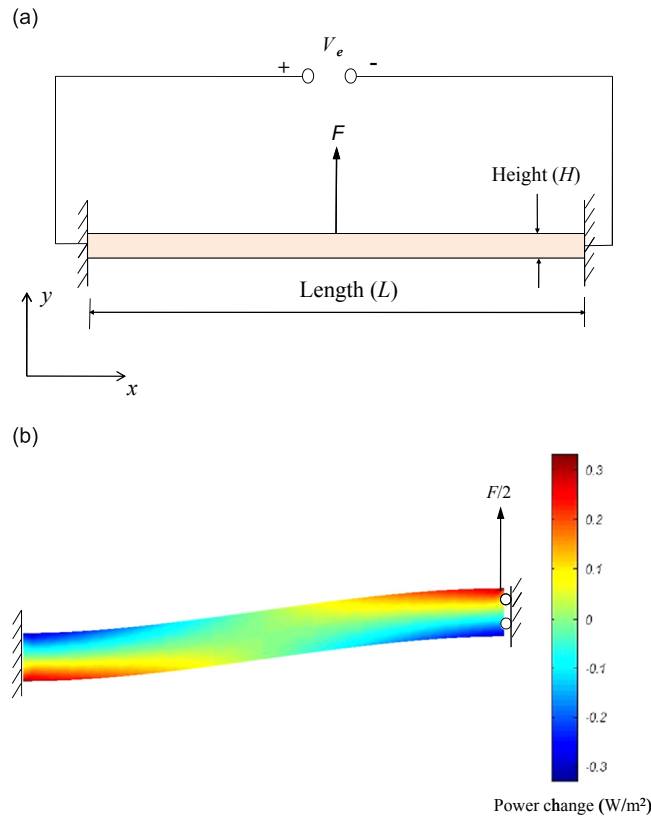 (a)
V e
+ -
F
Height (H)
Length (L)
y
x
(b)
F/2
0.3
0.2
0.1
0
-0.1
-0.2
-0.3
Power change (W/m²)